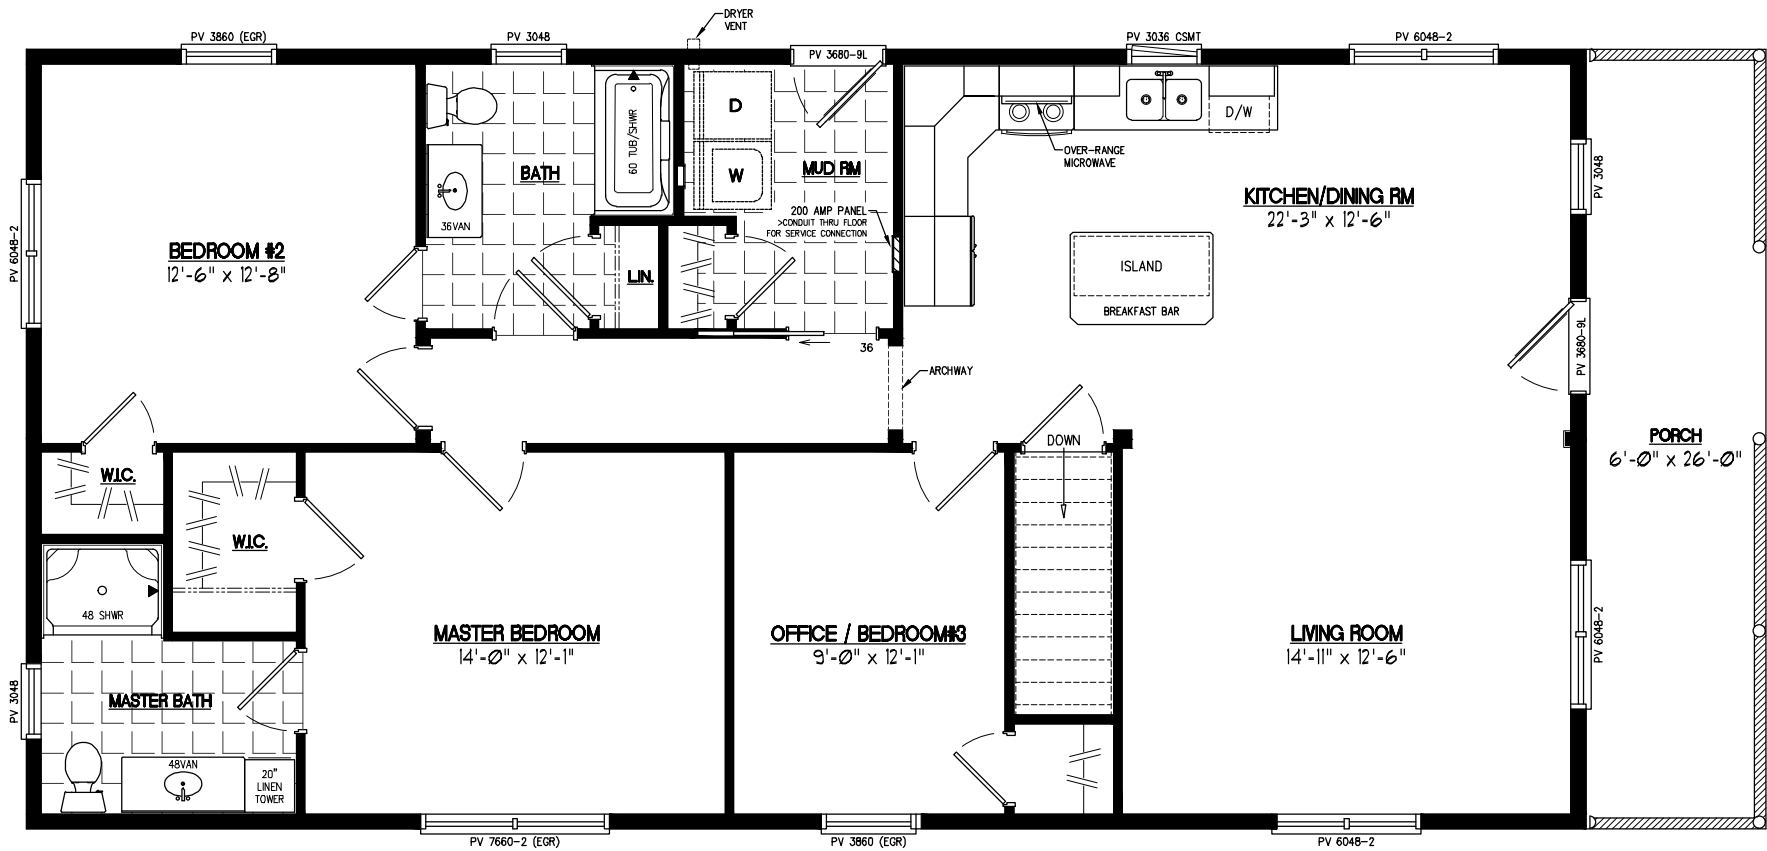 DRYER
VENT
PV 3860 (EGR)
PV 3048
PV 3680-9L
PV 3036 CSMT
PV 6048-2
D
60 TUB/SHWR
D/W
OVER-RANGE
MICROWAVE
BATH
W
MUD RM
PV 3048
KITCHEN/DINING RM
22'-3" x 12'-6"
200 AMP PANEL
>CONDUIT THRU FLOOR
FOR SERVICE CONNECTION
36VAN
PV 6048-2
BEDROOM #2
12'-6" x 12'-8"
LIN.
ISLAND
BREAKFAST BAR
36
PV 3680-9L
ARCHWAY
DOWN
PORCH
6'-0" x 26'-0"
W.I.C.
W.I.C.
48 SHWR
MASTER BEDROOM
14'-0" x 12'-1"
OFFICE / BEDROOM#3
9'-0" x 12'-1"
LIVING ROOM
14'-11" x 12'-6"
PV 6048-2
PV 3048
MASTER BATH
48VAN
20"
LINEN
TOWER
PV 7660-2 (EGR)
PV 3860 (EGR)
PV 6048-2